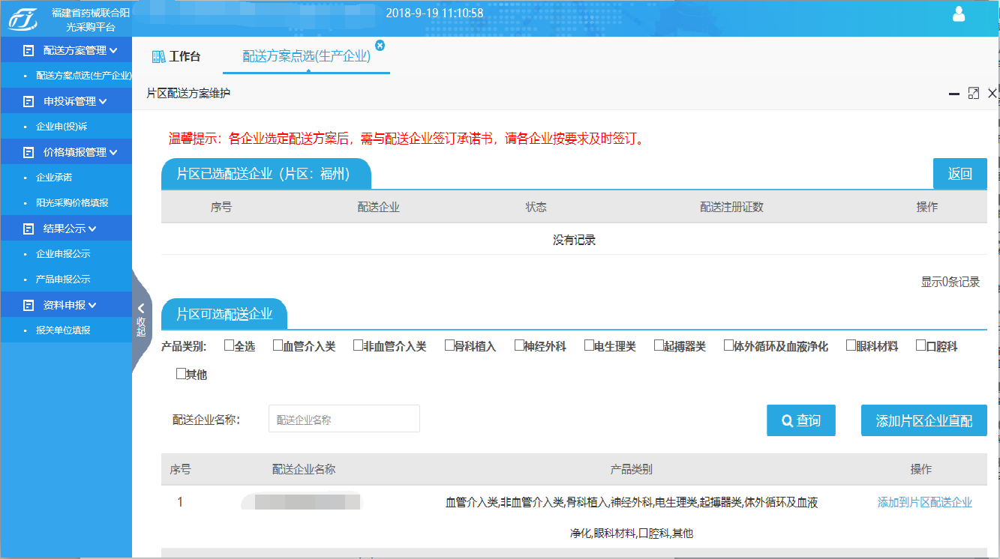 福建省药械联合阳
光采购平台
2018-9-19 11:10:58
配送方案管理
配送方案点选(生产企业)
申投诉管理
企业申(投)诉
价格填报管理
企业承诺
阳光采购价格填报
结果公示
企业申报公示
产品申报公示
资料申报
报关单位填报
收起
工作台
配送方案点选(生产企业)
片区配送方案维护
温馨提示：各企业选定配送方案后，需与配送企业签订承诺书，请各企业按要求及时签订。
片区已选配送企业（片区：福州）
返回
序号 配送企业 状态 配送注册证数 操作
没有记录
显示0条记录
片区可选配送企业
产品类别: 全选 血管介入类 非血管介入类 骨科植入 神经外科 电生理类 起搏器类 体外循环及血液净化 眼科材料 口腔科
其他
配送企业名称: 配送企业名称 查询 添加片区企业直配
序号 配送企业名称 产品类别 操作
1 血管介入类,非血管介入类,骨科植入,神经外科,电生理类,起搏器类,体外循环及血液 添加到片区配送企业
净化,眼科材料,口腔科,其他